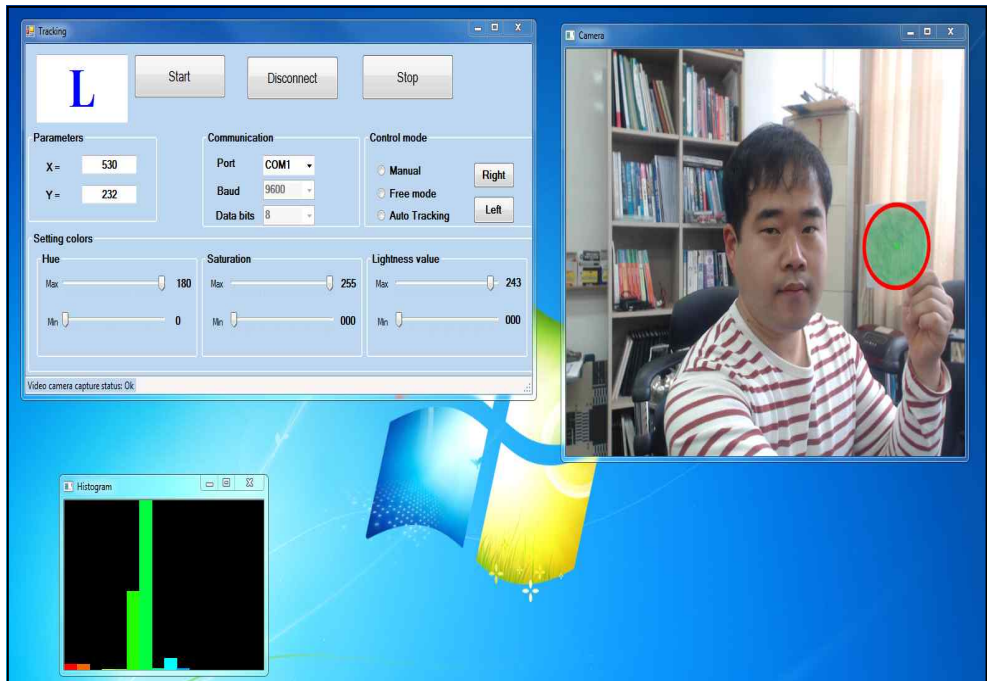 Tracking
L
Start Disconnect Stop
Parameters
X = 530
Y = 232
Communication
Port COM1
Baud 9600
Data bits 8
Control mode
Manual
Free mode
Auto Tracking
Right
Left
Setting colors
Hue
Max 180
Min 0
Saturation
Max 255
Min 000
Lightness value
Max 243
Min 000
Video camera capture status: Ok
Camera
Histogram